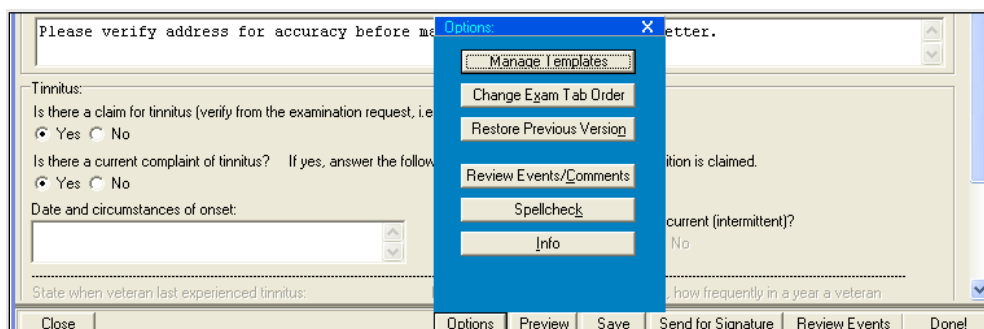 Please verify address for accuracy before ma
etter.
Options:
X
Manage Templates
Change Exam Tab Order
Restore Previous Version
Review Events/Comments
Spellcheck
Info
Tinnitus:
Is there a claim for tinnitus (verify from the examination request, i.e
Yes No
Is there a current complaint of tinnitus? If yes, answer the follow
ition is claimed.
Yes No
Date and circumstances of onset:
current (intermittent)?
No
State when veteran last experienced tinnitus:
, how frequently in a year a veteran
Close Options Preview Save Send for Signature Review Events Done!